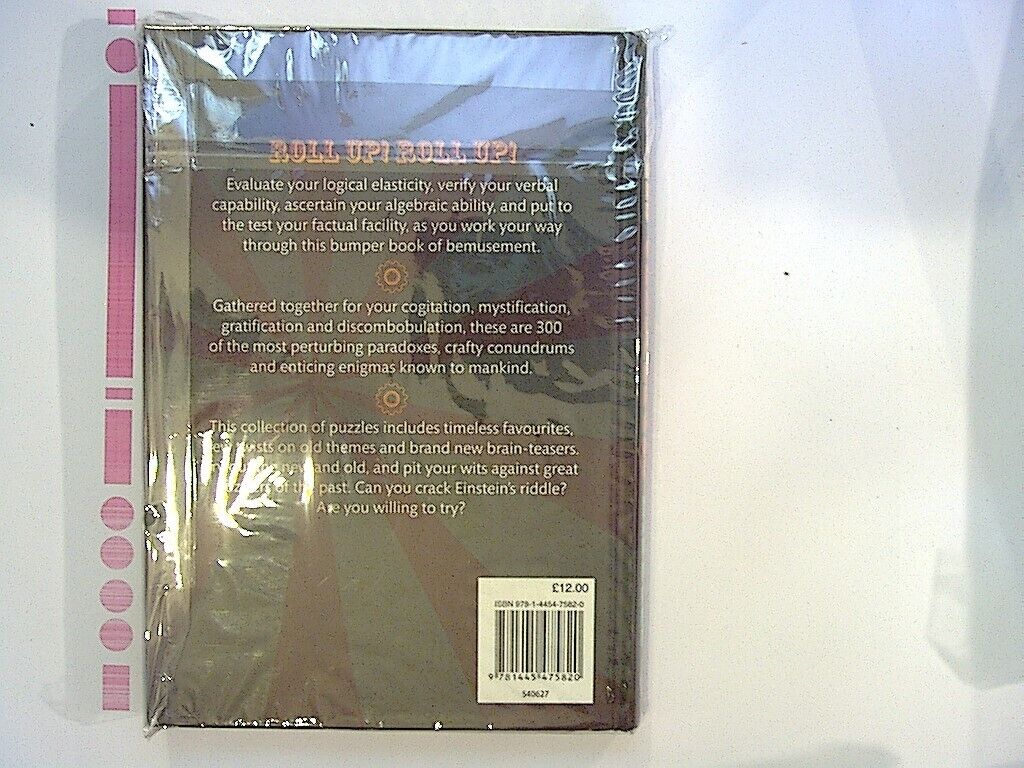 ROLL UP! ROLL UP!
Evaluate your logical elasticity, verify your verbal
capability, ascertain your algebraic ability, and put to
the test your factual facility, as you work your way
through this bumper book of bemusement.
Gathered together for your cogitation, mystification,
gratification and discombobulation, these are 300
of the most perturbing paradoxes, crafty conundrums
and enticing enigmas known to mankind.
This collection of puzzles includes timeless favourites,
on old themes and brand new brain-teasers.
new and old, and pit your wits against great
of the past. Can you crack Einstein's riddle?
Are you willing to try?
£12.00
ISBN 978-1-4454-7582-0
9 781445 475820
540627